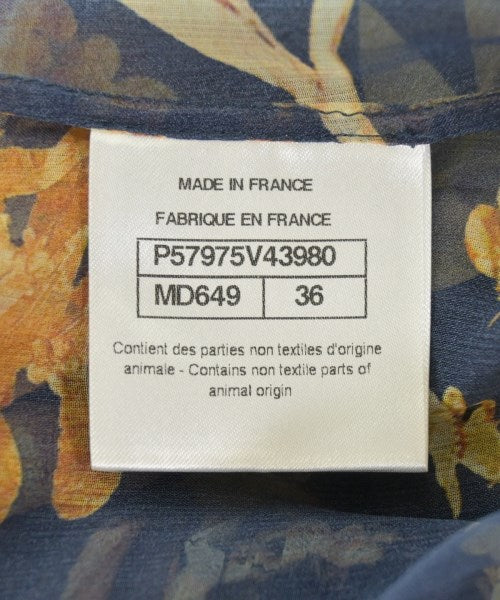 MADE IN FRANCE
FABRIQUE EN FRANCE
P57975V43980
MD649 36
Contient des parties non textiles d'origine
animale - Contains non textile parts of
animal origin